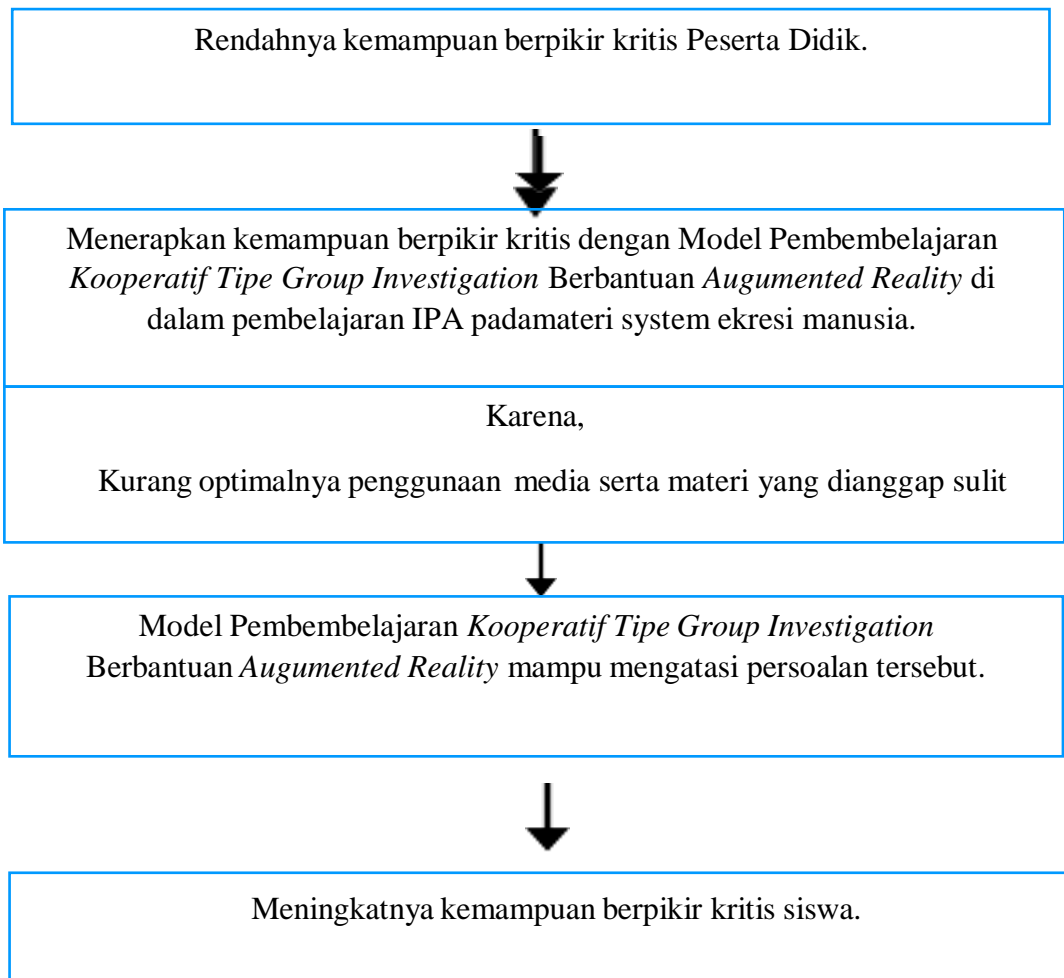 Rendahnya kemampuan berpikir kritis Peserta Didik.
Menerapkan kemampuan berpikir kritis dengan Model Pembembelajaran
Kooperatif Tipe Group Investigation Berbantuan Augumented Reality di
dalam pembelajaran IPA padamateri system ekresi manusia.
Karena,
Kurang optimalnya penggunaan media serta materi yang dianggap sulit
Model Pembembelajaran Kooperatif Tipe Group Investigation
Berbantuan Augumented Reality mampu mengatasi persoalan tersebut.
Meningkatnya kemampuan berpikir kritis siswa.